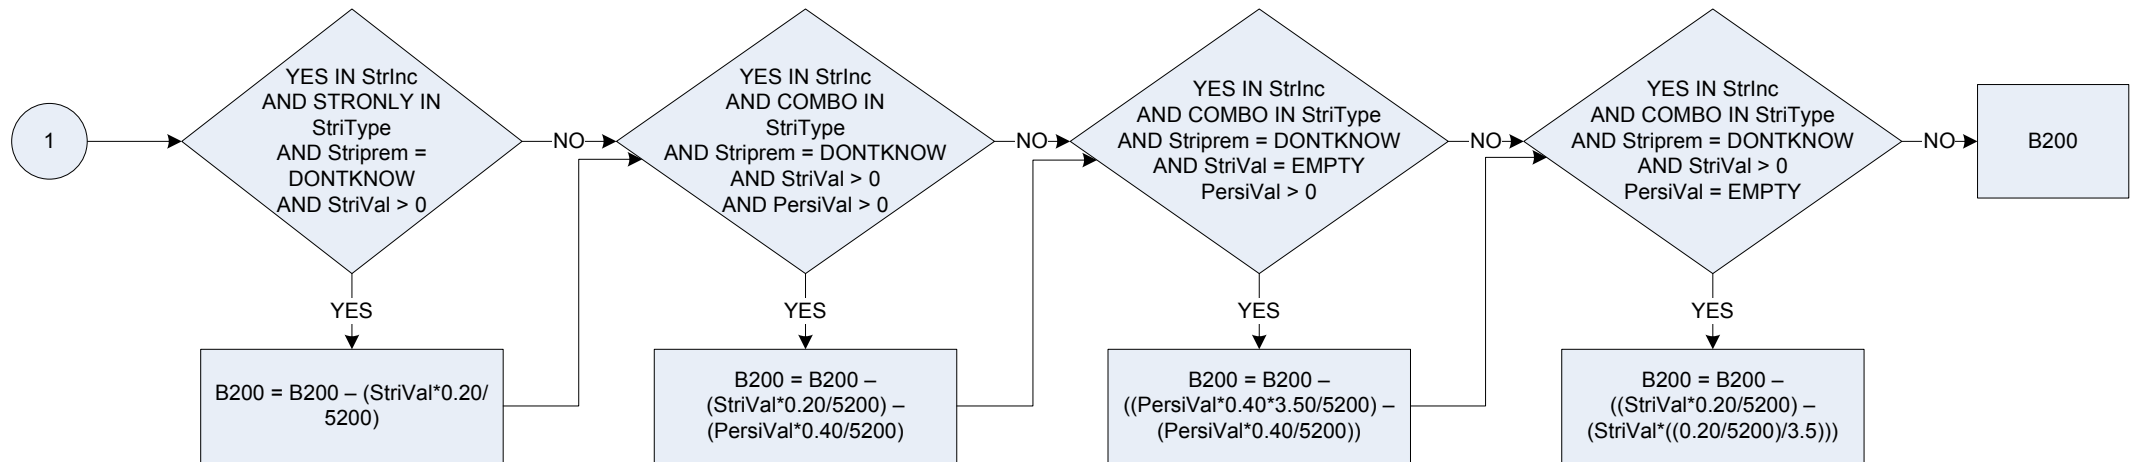 1
YES IN StrInc
AND STRONLY IN
StriType
AND Striprem =
DONTKNOW
AND StriVal > 0
NO
YES IN StrInc
AND COMBO IN
StriType
AND Striprem = DONTKNOW
AND StriVal > 0
AND PersiVal > 0
NO
YES IN StrInc
AND COMBO IN StriType
AND Striprem = DONTKNOW
AND StriVal = EMPTY
PersiVal > 0
NO
YES IN StrInc
AND COMBO IN StriType
AND Striprem = DONTKNOW
AND StriVal > 0
PersiVal = EMPTY
NO
B200
YES
YES
YES
YES
B200 = B200 – (StriVal*0.20/
5200)
B200 = B200 –
(StriVal*0.20/5200) –
(PersiVal*0.40/5200)
B200 = B200 –
((PersiVal*0.40*3.50/5200) –
(PersiVal*0.40/5200))
B200 = B200 –
((StriVal*0.20/5200) –
(StriVal*((0.20/5200)/3.5)))